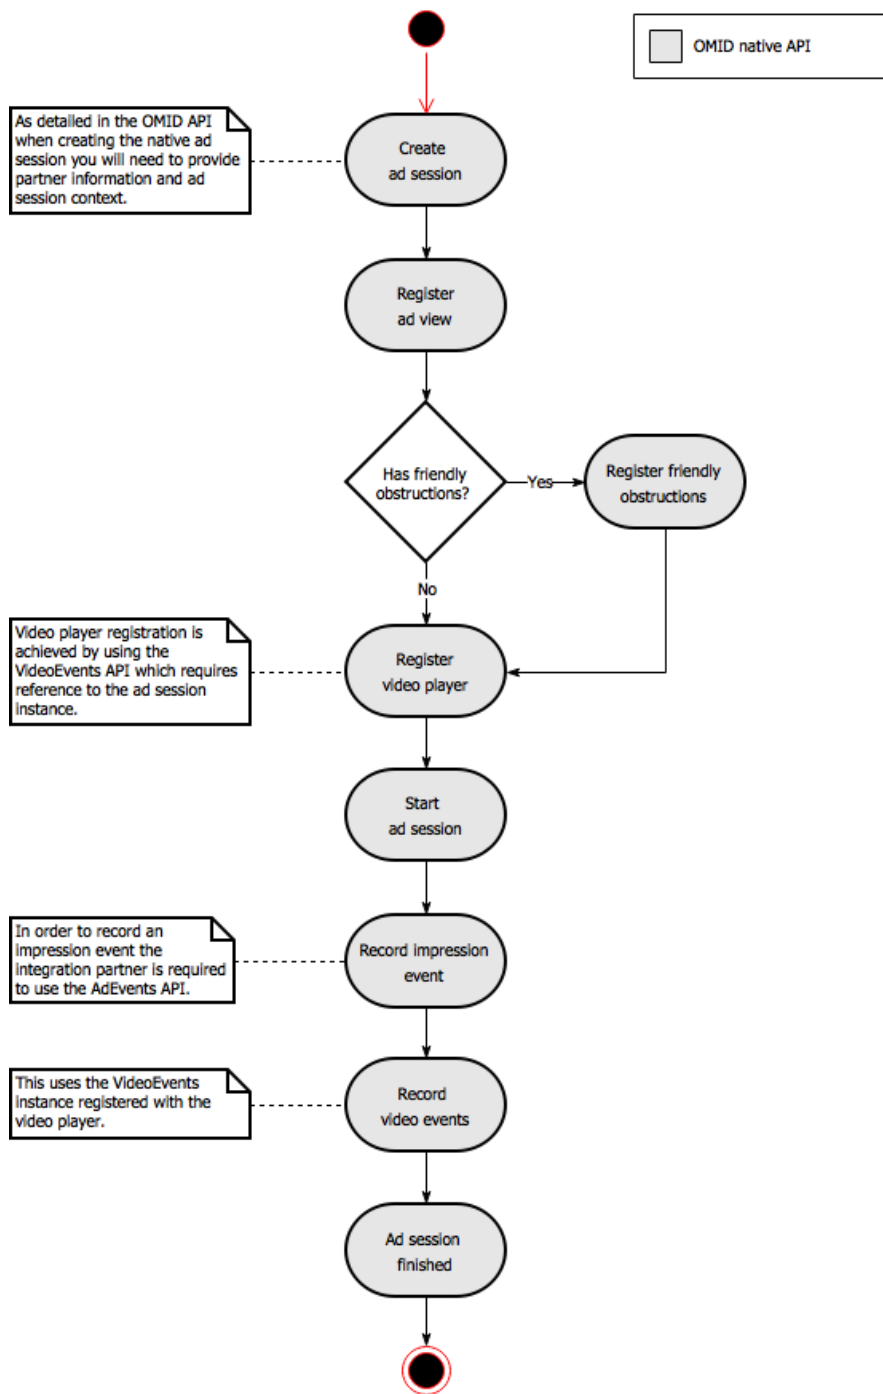 OMID native API
As detailed in the OMID API
when creating the native ad
session you will need to provide
partner information and ad
session context.
Create
ad session
Register
ad view
Has friendly
obstructions?
Yes
Register friendly
obstructions
No
Video player registration is
achieved by using the
VideoEvents API which requires
reference to the ad session
instance.
Register
video player
Start
ad session
In order to record an
impression event the
integration partner is required
to use the AdEvents API.
Record impression
event
This uses the VideoEvents
instance registered with the
video player.
Record
video events
Ad session
finished